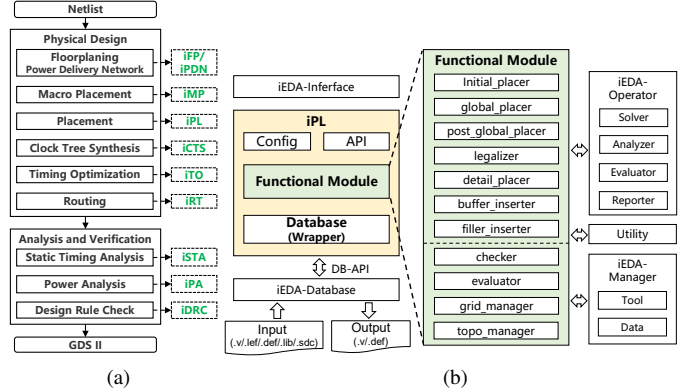 Netlist
Physical Design
Floorplaning
Power Delivery Network
iFP/
iPDN
Macro Placement
iMP
Placement
iPL
Clock Tree Synthesis
iCTS
Timing Optimization
iTO
Routing
iRT
Analysis and Verification
Static Timing Analysis
iSTA
Power Analysis
iPA
Design Rule Check
iDRC
GDS II
(a)
iEDA-Inferface
iPL
Config
API
Functional Module
Database
(Wrapper)
DB-API
iEDA-Database
Input
(.v/.lef/.def/.lib/.sdc)
Output
(.v/.def)
Functional Module
Initial_placer
global_placer
post_global_placer
legalizer
detail_placer
buffer_inserter
filler_inserter
checker
evaluator
grid_manager
topo_manager
iEDA-
Operator
Solver
Analyzer
Evaluator
Reporter
Utility
iEDA-
Manager
Tool
Data
(b)